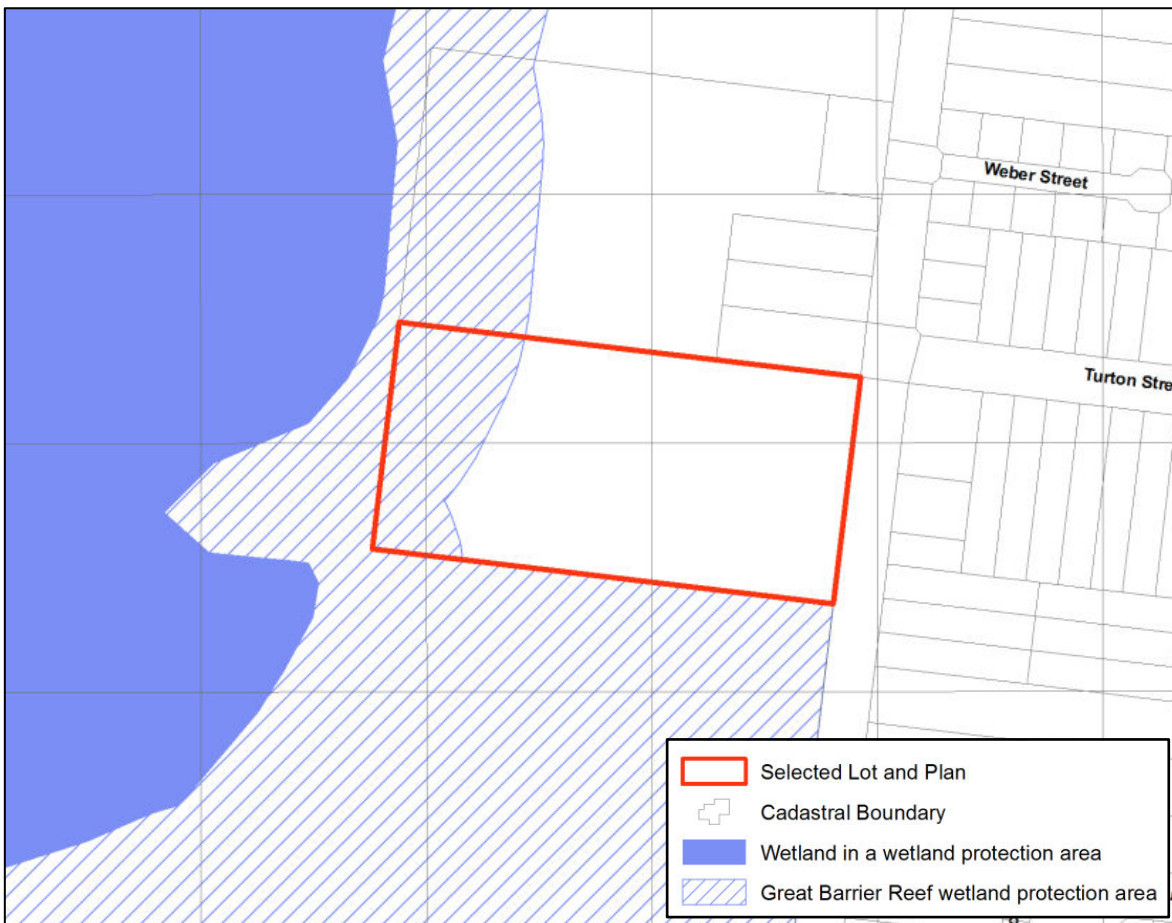 Weber Street
Turton Stre
Selected Lot and Plan
Cadastral Boundary
Wetland in a wetland protection area
Great Barrier Reef wetland protection area